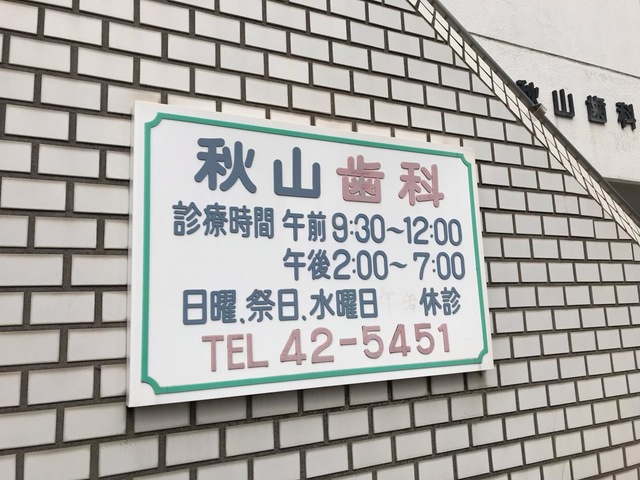 秋山歯科
秋山歯科
診療時間 午前 9:30～12:00
午後 2:00～7:00
日曜、祭日、水曜日 休診
TEL 42-5451